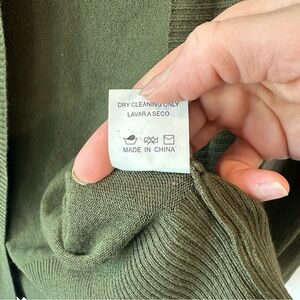 DRY CLEANING ONLY
LAVAR A SECO
MADE IN CHINA